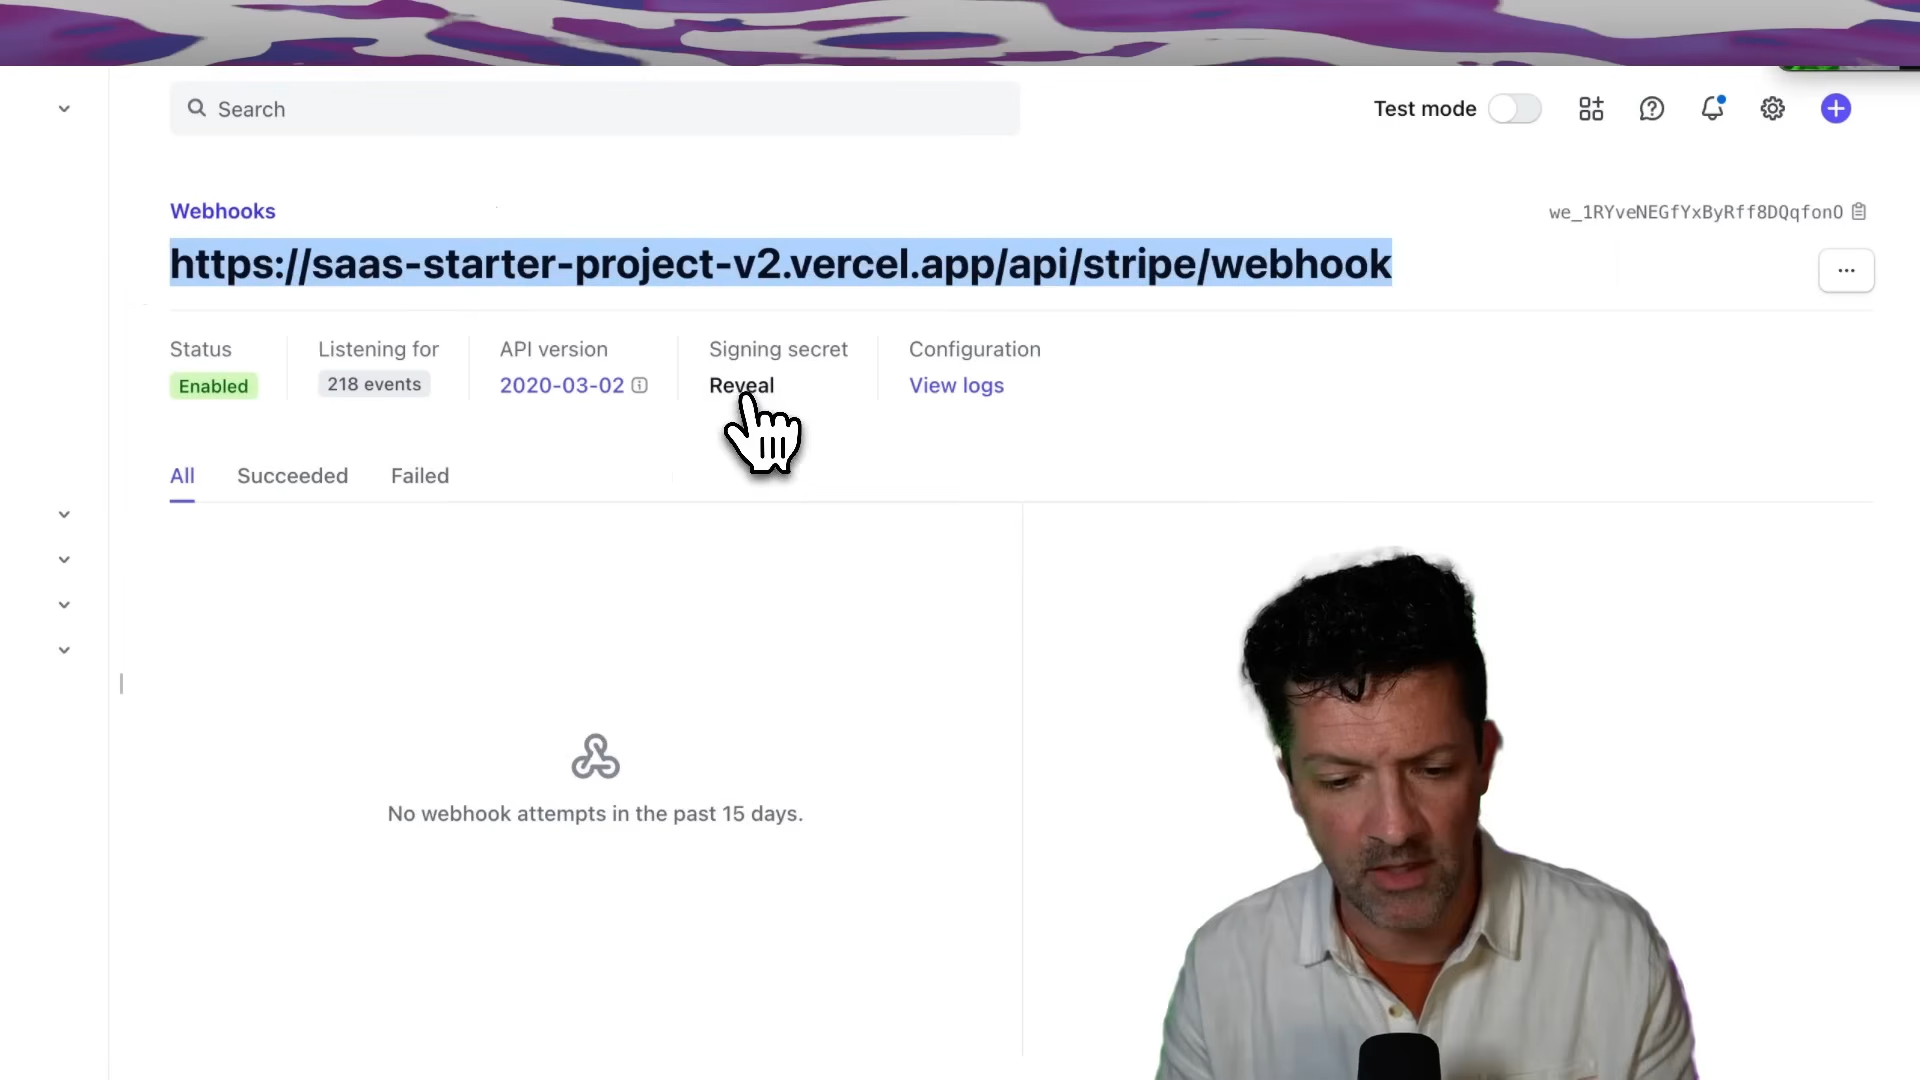 Search
Test mode
Webhooks
we_1RYveNEGfYxByRff8DQqfonO
https://saas-starter-project-v2.vercel.app/api/stripe/webhook
Status
Listening for
API version
Signing secret
Configuration
Enabled
218 events
2020-03-02
Reveal
View logs
All
Succeeded
Failed
No webhook attempts in the past 15 days.